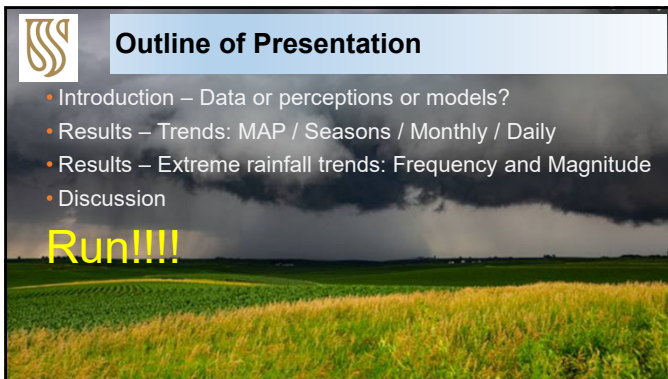 Outline of Presentation
• Introduction – Data or perceptions or models?
• Results – Trends: MAP / Seasons / Monthly / Daily
• Results – Extreme rainfall trends: Frequency and Magnitude
• Discussion
Run!!!!